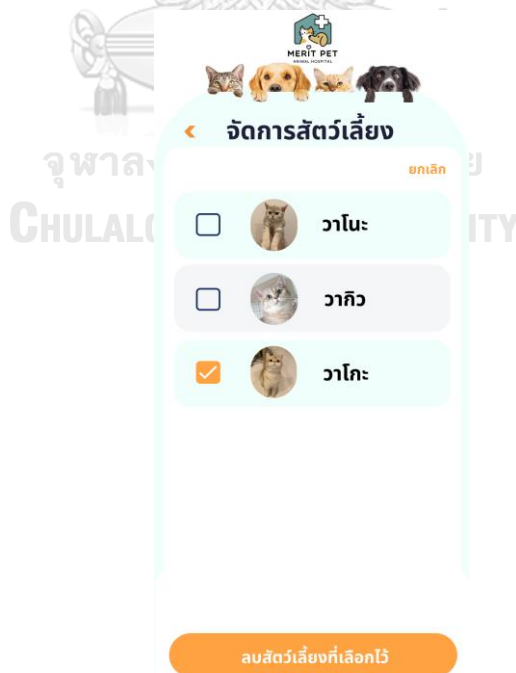 MERIT PET
ANIMAL HOSPITAL
จัดการสัตว์เลี้ยง
ยกเลิก
วาโนะ
วากิว
วาโกะ
ลบสัตว์เลี้ยงที่เลือกไว้